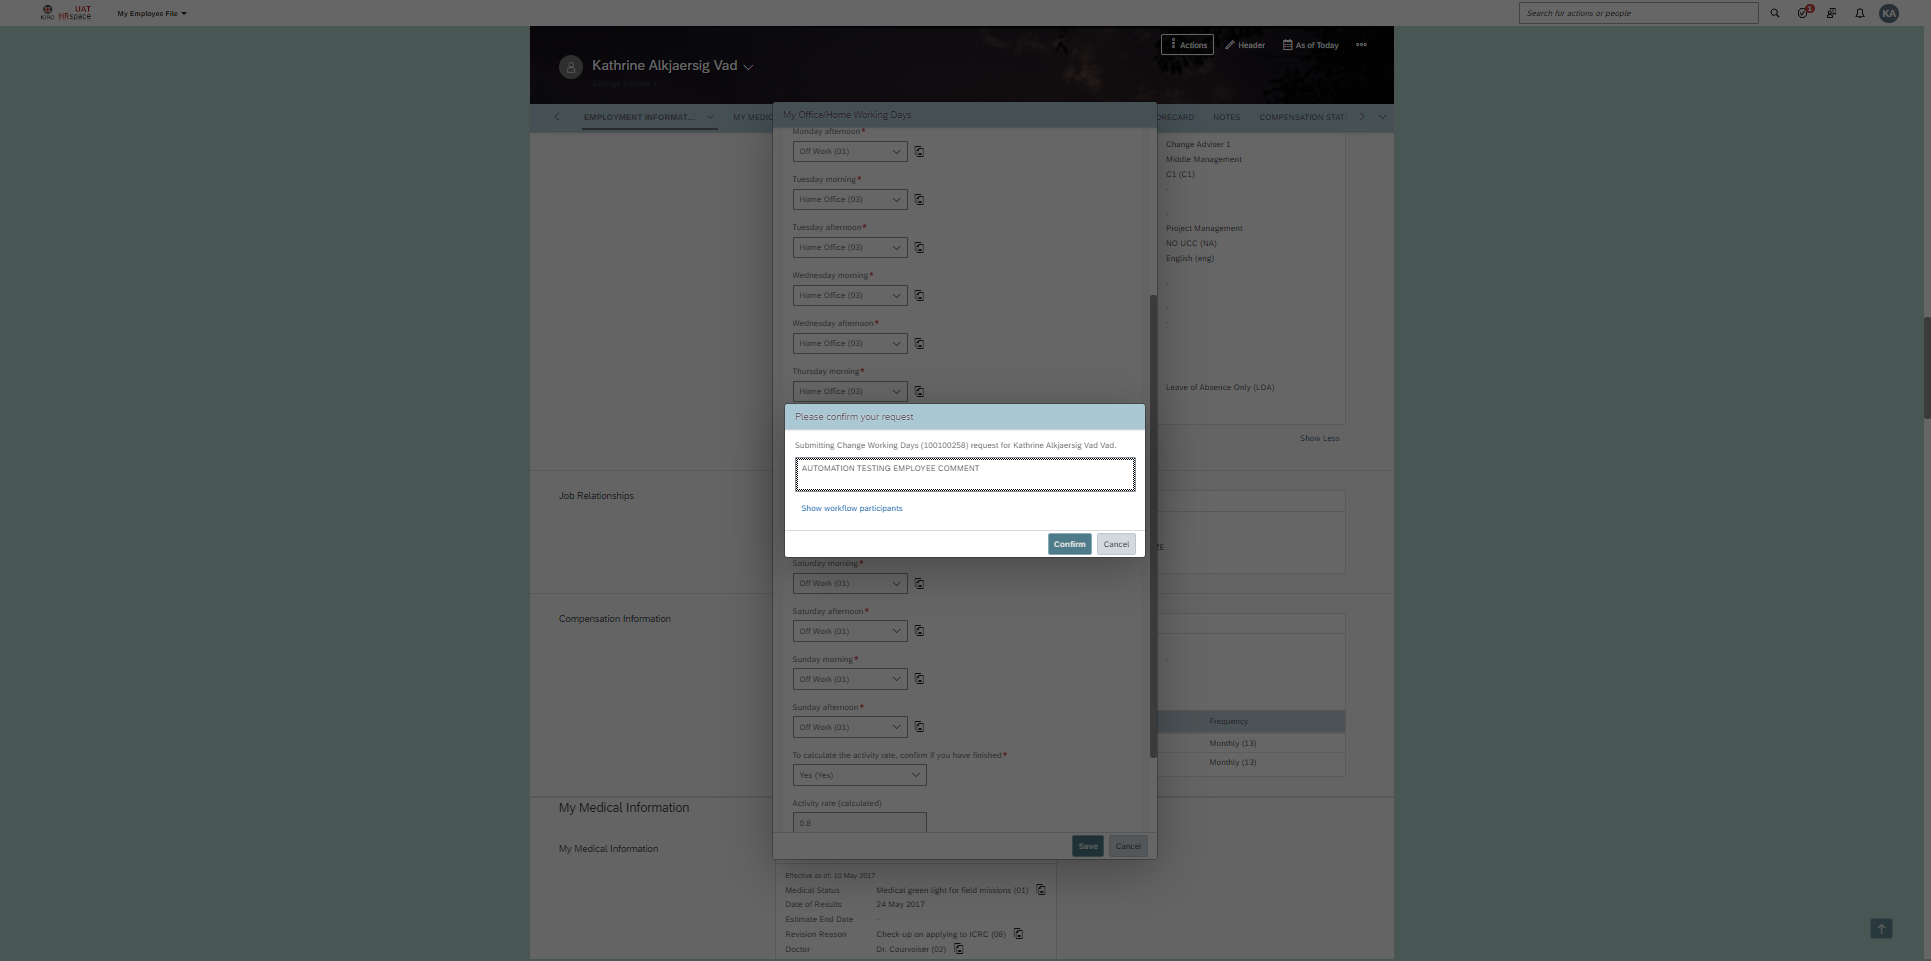 ICRC
UAT
HRspace
My Employee File
Search for actions or people
1
KA
Actions
Header
As of Today
Kathrine Alkjaersig Vad
Change Adviser 1
EMPLOYMENT INFORMAT...
MY MEDIC
ORECARD
NOTES
COMPENSATION STAT
My Office/Home Working Days
Monday afternoon*
Off Work (01)
Tuesday morning*
Home Office (03)
Tuesday afternoon*
Home Office (03)
Wednesday morning*
Home Office (03)
Wednesday afternoon*
Home Office (03)
Thursday morning*
Home Office (03)
Change Adviser 1
Middle Management
C1 (C1)
-
-
Project Management
NO UCC (NA)
English (eng)
-
-
-
Leave of Absence Only (LOA)
Show Less
Please confirm your request
Submitting Change Working Days (100100258) request for Kathrine Alkjaersig Vad Vad.
AUTOMATION TESTING EMPLOYEE COMMENT
Show workflow participants
Confirm
Cancel
Job Relationships
ZE
Compensation Information
Saturday morning*
Off Work (01)
Saturday afternoon*
Off Work (01)
Sunday morning*
Off Work (01)
Sunday afternoon*
Off Work (01)
To calculate the activity rate, confirm if you have finished*
Yes (Yes)
Activity rate (calculated)
0.8
Save
Cancel
-
Frequency
Monthly (13)
Monthly (13)
My Medical Information
My Medical Information
Effective as of: 10 May 2017
Medical Status Medical green light for field missions (01)
Date of Results 24 May 2017
Estimate End Date -
Revision Reason Check-up on applying to ICRC (08)
Doctor Dr. Courvoiser (02)